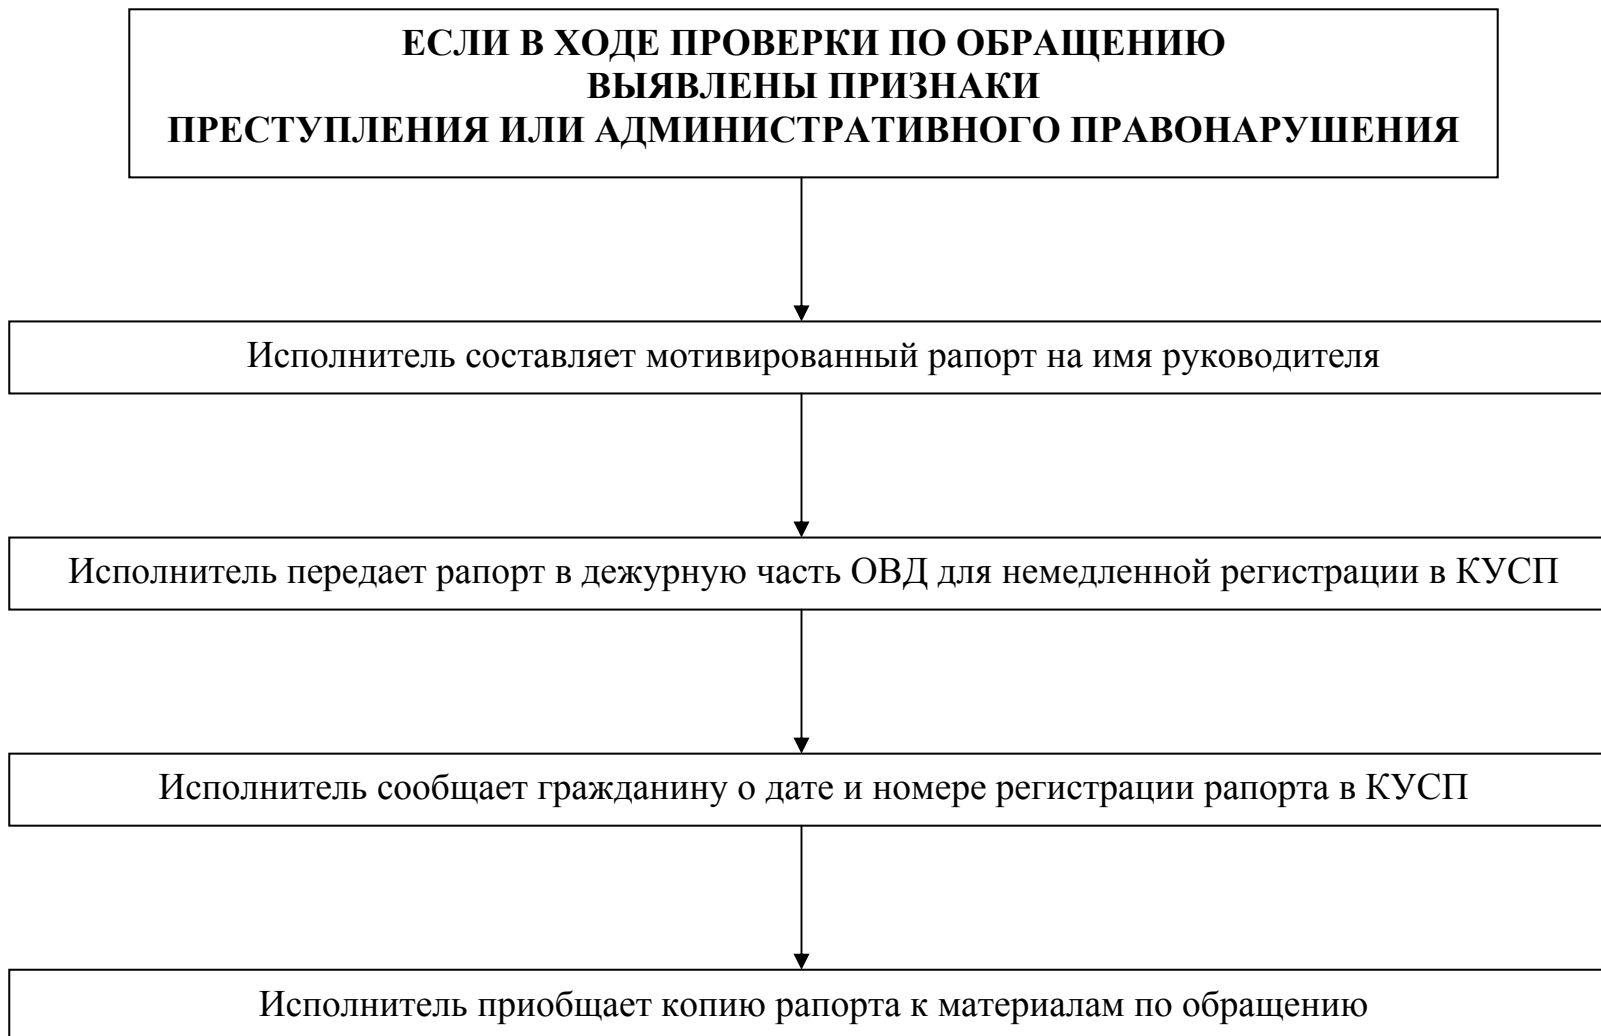 ЕСЛИ В ХОДЕ ПРОВЕРКИ ПО ОБРАЩЕНИЮ
ВЫЯВЛЕНЫ ПРИЗНАКИ
ПРЕСТУПЛЕНИЯ ИЛИ АДМИНИСТРАТИВНОГО ПРАВОНАРУШЕНИЯ
Исполнитель составляет мотивированный рапорт на имя руководителя
Исполнитель передает рапорт в дежурную часть ОВД для немедленной регистрации в КУСП
Исполнитель сообщает гражданину о дате и номере регистрации рапорта в КУСП
Исполнитель приобщает копию рапорта к материалам по обращению